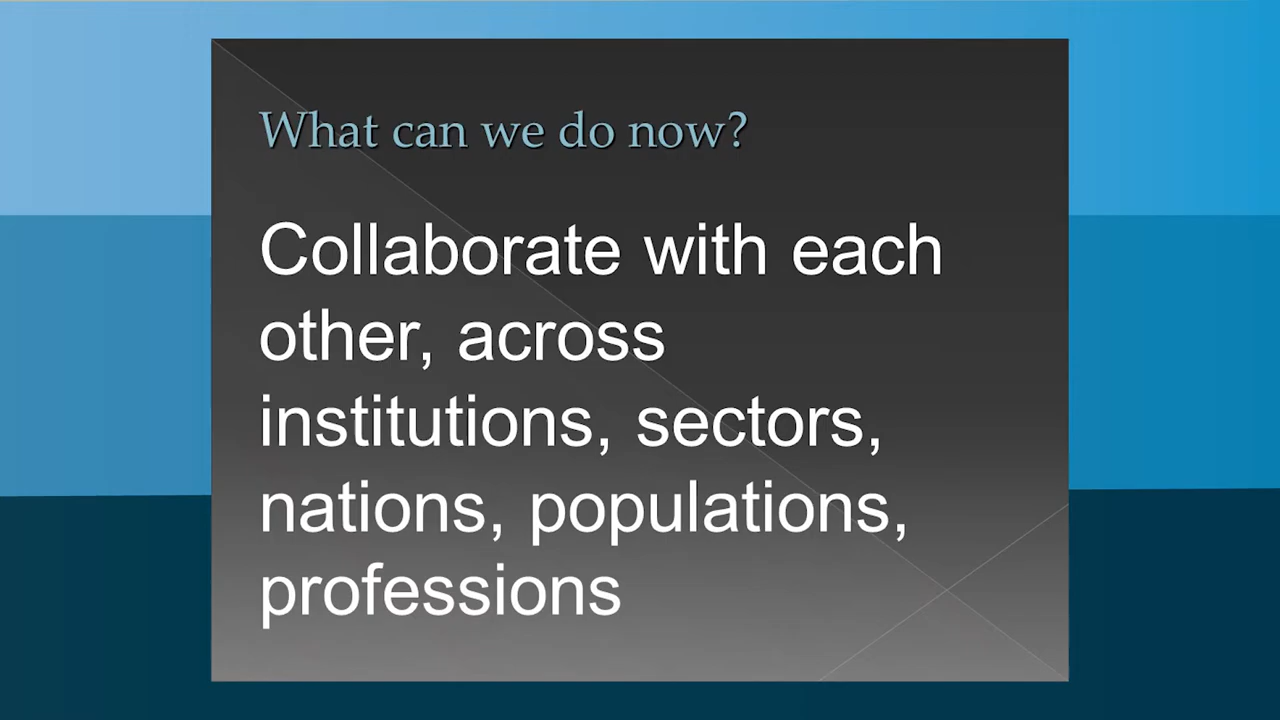 What can we do now?
Collaborate with each
other, across
institutions, sectors,
nations, populations,
professions